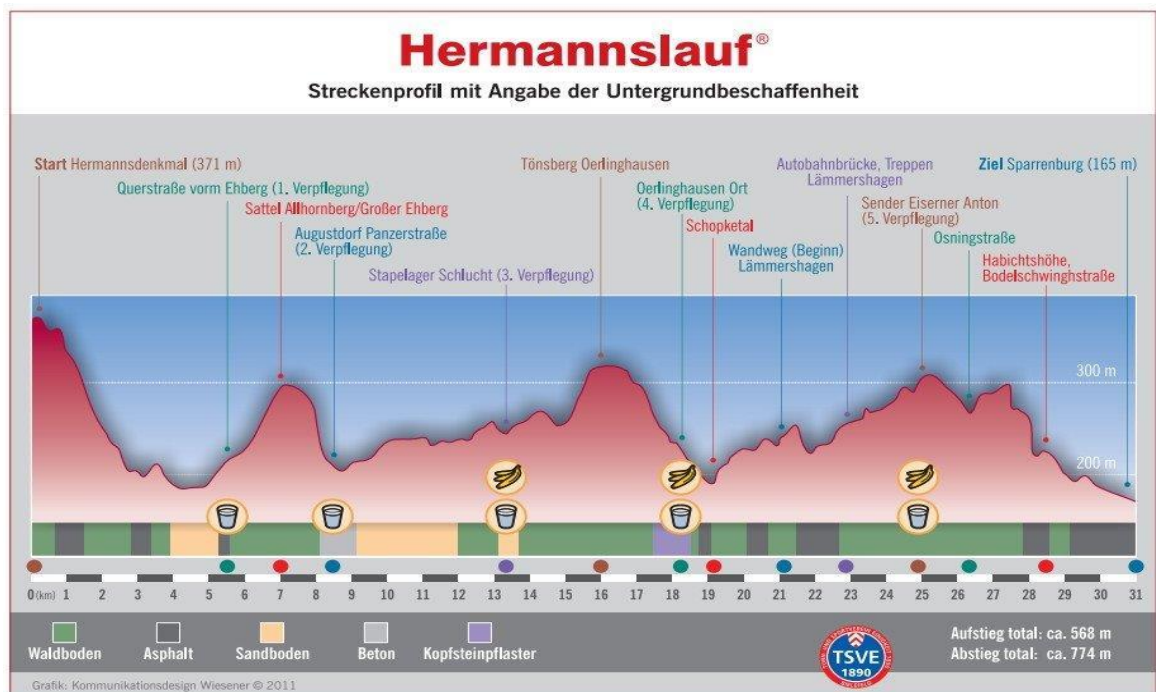 Hermannslauf®
Streckenprofil mit Angabe der Untergrundbeschaffenheit
Start Hermannsdenkmal (371 m)
Tönsberg Oerlinghausen
Autobahnbrücke, Treppen
Lämmershagen
Ziel Sparrenburg (165 m)
Querstraße vorm Ehberg (1. Verpflegung)
Oerlinghausen Ort
(4. Verpflegung)
Sattel Allhornberg/Großer Ehberg
Sender Eiserner Anton
(5. Verpflegung)
Schopketal
Augustdorf Panzerstraße
(2. Verpflegung)
Osningstraße
Wandweg (Beginn)
Lämmershagen
Stapelager Schlucht (3. Verpflegung)
Habichtshöhe,
Bodelschwinghstraße
300 m
200 m
0 (km) 1 2 3 4 5 6 7 8 9 10 11 12 13 14 15 16 17 18 19 20 21 22 23 24 25 26 27 28 29 30 31
Waldboden Asphalt Sandboden Beton Kopfsteinpflaster
TSVE
1890
Aufstieg total: ca. 568 m
Abstieg total: ca. 774 m
Grafik: Kommunikationsdesign Wiesener © 2011